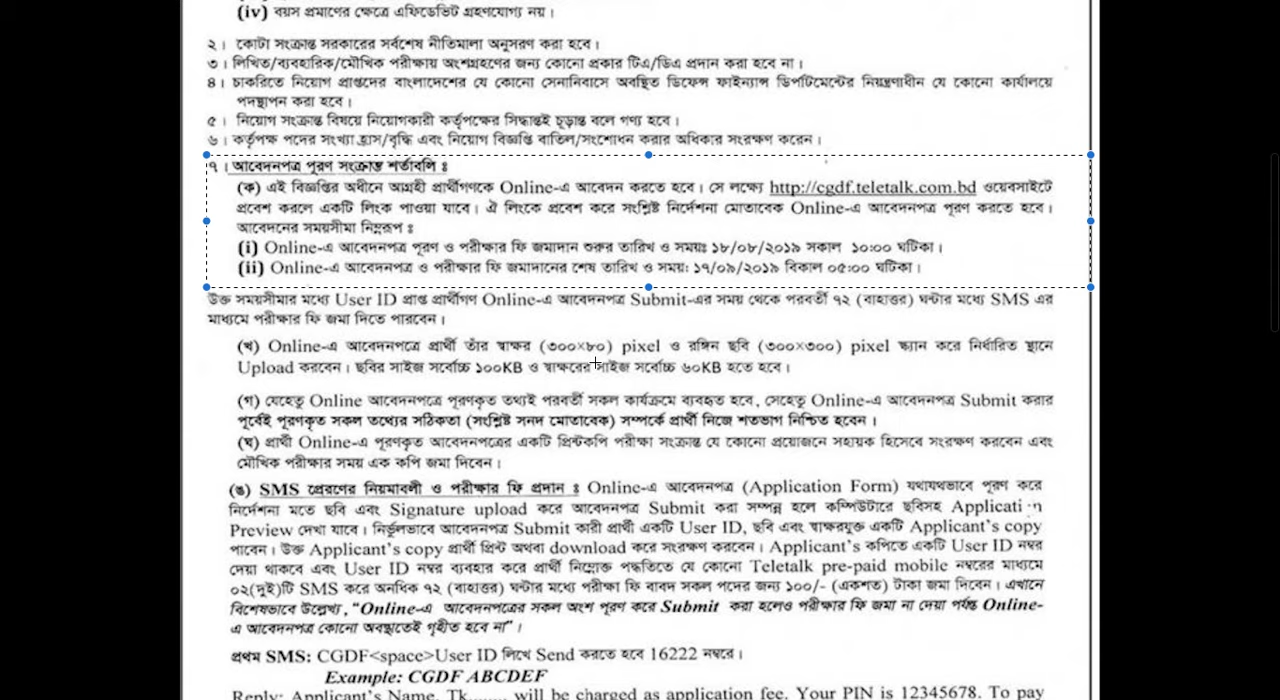 (iv) বয়স প্রমাণের ক্ষেত্রে এফিডেভিট গ্রহণযোগ্য নয়।
২। কোটা সংক্রান্ত সরকারের সর্বশেষ নীতিমালা অনুসরণ করা হবে।
৩। লিখিত/ব্যবহারিক/মৌখিক পরীক্ষায় অংশগ্রহণের জন্য কোনো প্রকার টিএ/ডিএ প্রদান করা হবে না।
৪। চাকরিতে নিয়োগ প্রাপ্তদের বাংলাদেশের যে কোনো সেনানিবাসে অবস্থিত ডিফেন্স ফাইন্যান্স ডিপার্টমেন্টের নিয়ন্ত্রণাধীন যে কোনো কার্যালয়ে
পদস্থাপন করা হবে।
৫। নিয়োগ সংক্রান্ত বিষয়ে নিয়োগকারী কর্তৃপক্ষের সিদ্ধান্তই চূড়ান্ত বলে গণ্য হবে।
৬। কর্তৃপক্ষ পদের সংখ্যা হ্রাস/বৃদ্ধি এবং নিয়োগ বিজ্ঞপ্তি বাতিল/সংশোধন করার অধিকার সংরক্ষণ করেন।
৭। আবেদনপত্র পূরণ সংক্রান্ত শর্তাবলি ঃ
(ক) এই বিজ্ঞপ্তির অধীনে আগ্রহী প্রার্থীগণকে Online-এ আবেদন করতে হবে। সে লক্ষ্যে http://cgdf.teletalk.com.bd ওয়েবসাইটে
প্রবেশ করলে একটি লিংক পাওয়া যাবে। ঐ লিংকে প্রবেশ করে সংশ্লিষ্ট নির্দেশনা মোতাবেক Online-এ আবেদনপত্র পূরণ করতে হবে।
আবেদনের সময়সীমা নিম্নরূপ ঃ
(i) Online-এ আবেদনপত্র পূরণ ও পরীক্ষার ফি জমাদান শুরুর তারিখ ও সময়ঃ ১৮/০৮/২০১৯ সকাল ১০:০০ ঘটিকা।
(ii) Online-এ আবেদনপত্র ও পরীক্ষার ফি জমাদানের শেষ তারিখ ও সময়: ১৭/০৯/২০১৯ বিকাল ০৫:০০ ঘটিকা।
উক্ত সময়সীমার মধ্যে User ID প্রাপ্ত প্রার্থীগণ Online-এ আবেদনপত্র Submit-এর সময় থেকে পরবর্তী ৭২ (বাহাত্তর) ঘন্টার মধ্যে SMS এর
মাধ্যমে পরীক্ষার ফি জমা দিতে পারবেন।
(খ) Online-এ আবেদনপত্রে প্রার্থী তাঁর স্বাক্ষর (৩০০×৮০) pixel ও রঙ্গিন ছবি (৩০০×৩০০) pixel স্ক্যান করে নির্ধারিত স্থানে
Upload করবেন। ছবির সাইজ সর্বোচ্চ ১০০KB ও স্বাক্ষরের সাইজ সর্বোচ্চ ৬০KB হতে হবে।
(গ) যেহেতু Online আবেদনপত্রে পূরণকৃত তথ্যই পরবর্তী সকল কার্যক্রমে ব্যবহৃত হবে, সেহেতু Online-এ আবেদনপত্র Submit করার
পূর্বেই পূরণকৃত সকল তথ্যের সঠিকতা (সংশ্লিষ্ট সনদ মোতাবেক) সম্পর্কে প্রার্থী নিজে শতভাগ নিশ্চিত হবেন।
(ঘ) প্রার্থী Online-এ পূরণকৃত আবেদনপত্রের একটি প্রিন্টকপি পরীক্ষা সংক্রান্ত যে কোনো প্রয়োজনে সহায়ক হিসেবে সংরক্ষণ করবেন এবং
মৌখিক পরীক্ষার সময় এক কপি জমা দিবেন।
(ঙ) SMS প্রেরণের নিয়মাবলী ও পরীক্ষার ফি প্রদান ঃ Online-এ আবেদনপত্র (Application Form) যথাযথভাবে পূরণ করে
নির্দেশনা মতে ছবি এবং Signature upload করে আবেদনপত্র Submit করা সম্পন্ন হলে কম্পিউটারে ছবিসহ Application
Preview দেখা যাবে। নির্ভুলভাবে আবেদনপত্র Submit কারী প্রার্থী একটি User ID, ছবি এবং স্বাক্ষরযুক্ত একটি Applicant's copy
পাবেন। উক্ত Applicant's copy প্রার্থী প্রিন্ট অথবা download করে সংরক্ষণ করবেন। Applicant's কপিতে একটি User ID নম্বর
দেয়া থাকবে এবং User ID নম্বর ব্যবহার করে প্রার্থী নিম্নোক্ত পদ্ধতিতে যে কোনো Teletalk pre-paid mobile নম্বরের মাধ্যমে
০২(দুই)টি SMS করে অনধিক ৭২ (বাহাত্তর) ঘন্টার মধ্যে পরীক্ষা ফি বাবদ সকল পদের জন্য ১০০/- (একশত) টাকা জমা দিবেন। এখানে
বিশেষভাবে উল্লেখ্য, "Online-এ আবেদনপত্রের সকল অংশ পূরণ করে Submit করা হলেও পরীক্ষার ফি জমা না দেয়া পর্যন্ত Online-
এ আবেদনপত্র কোনো অবস্থাতেই গৃহীত হবে না"।
প্রথম SMS: CGDF<space>User ID লিখে Send করতে হবে 16222 নম্বরে।
Example: CGDF ABCDEF
Reply: Applicant's Name, Tk....... will be charged as application fee. Your PIN is 12345678. To pay